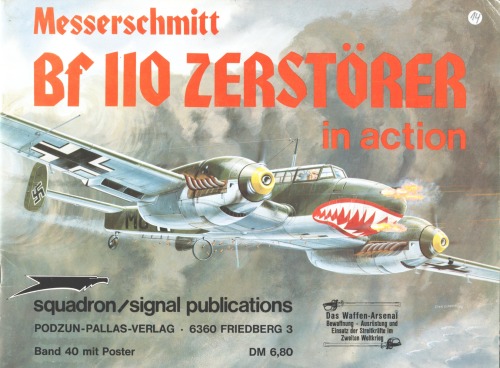 14
Messerschmitt
Bf 110 ZERSTÖRER
in action
squadron/signal publications
PODZUN-PALLAS-VERLAG · 6360 FRIEDBERG 3
Band 40 mit Poster
DM 6,80
Das Waffen-Arsenal
Bewaffnung - Ausrüstung und
Einsatz der Streitkräfte im
Zweiten Weltkrieg